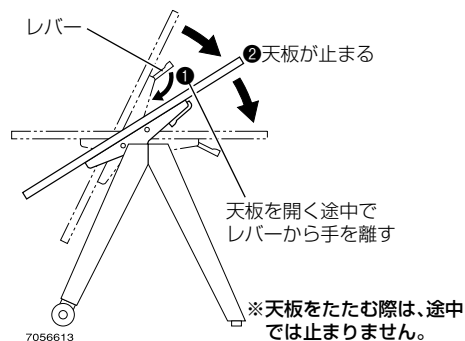 レバー
❷天板が止まる
❶
天板を開く途中で
レバーから手を離す
※天板をたたむ際は、途中
では止まりません。
7056613